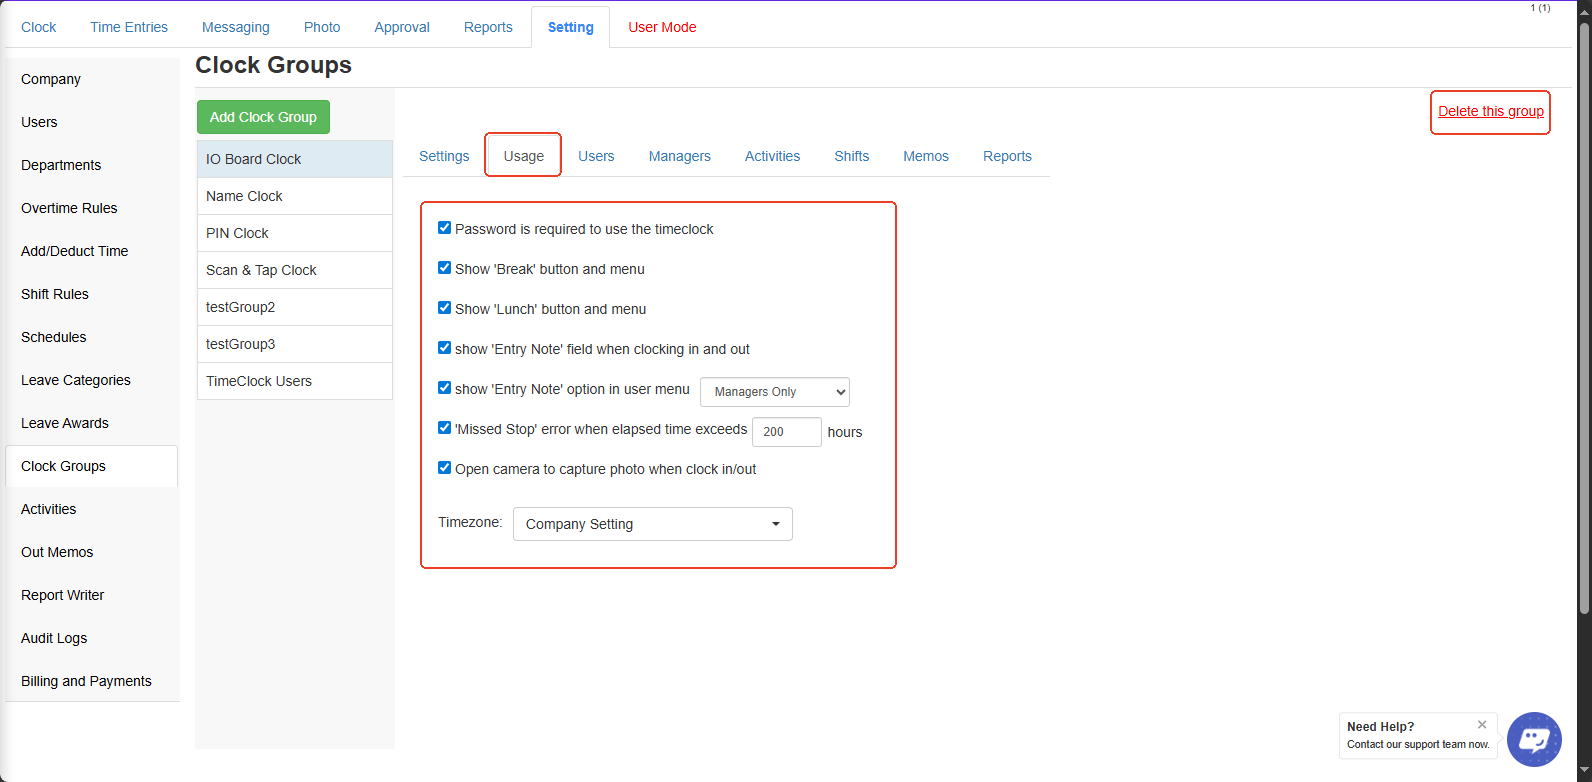 1 (1)
Clock Time Entries Messaging Photo Approval Reports Setting User Mode
Company
Users
Departments
Overtime Rules
Add/Deduct Time
Shift Rules
Schedules
Leave Categories
Leave Awards
Clock Groups
Activities
Out Memos
Report Writer
Audit Logs
Billing and Payments
Clock Groups
Add Clock Group
IO Board Clock
Name Clock
PIN Clock
Scan & Tap Clock
testGroup2
testGroup3
TimeClock Users
Delete this group
Settings Usage Users Managers Activities Shifts Memos Reports
Password is required to use the timeclock
Show 'Break' button and menu
Show 'Lunch' button and menu
show 'Entry Note' field when clocking in and out
show 'Entry Note' option in user menu Managers Only
'Missed Stop' error when elapsed time exceeds 200 hours
Open camera to capture photo when clock in/out
Timezone: Company Setting
Need Help?
Contact our support team now.